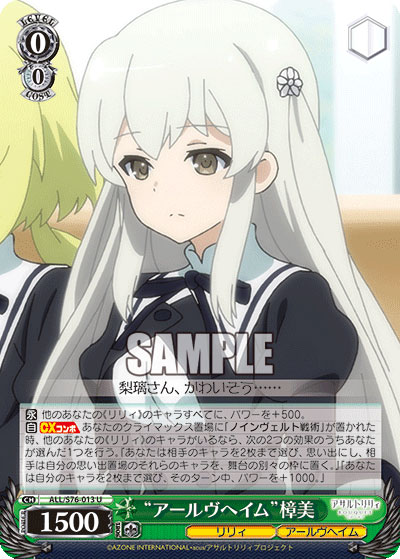 LEVEL
0
0
COST
SAMPLE
梨璃さん、かわいそう……
永 他のあなたの《リリィ》のキャラすべてに、パワーを＋500。
自 CXコンボ あなたのクライマックス置場に「ノインヴェルト戦術」が置かれた
時、他のあなたの《リリィ》のキャラがいるなら、次の2つの効果のうちあなた
が選んだ1つを行う。「あなたは相手のキャラを2枚まで選び、思い出にし、相
手は自分の思い出置場のそれらのキャラを、舞台の別々の枠に置く。」「あなた
は自分のキャラを2枚まで選び、そのターン中、パワーを＋1000。」
CH ALL/S76-013 U
1500
POWER
“アールヴヘイム”樟美
アサルトリリィ
BOUQUET
リリィ
アールヴヘイム
©AZONE INTERNATIONAL・acus/アサルトリリィプロジェクト